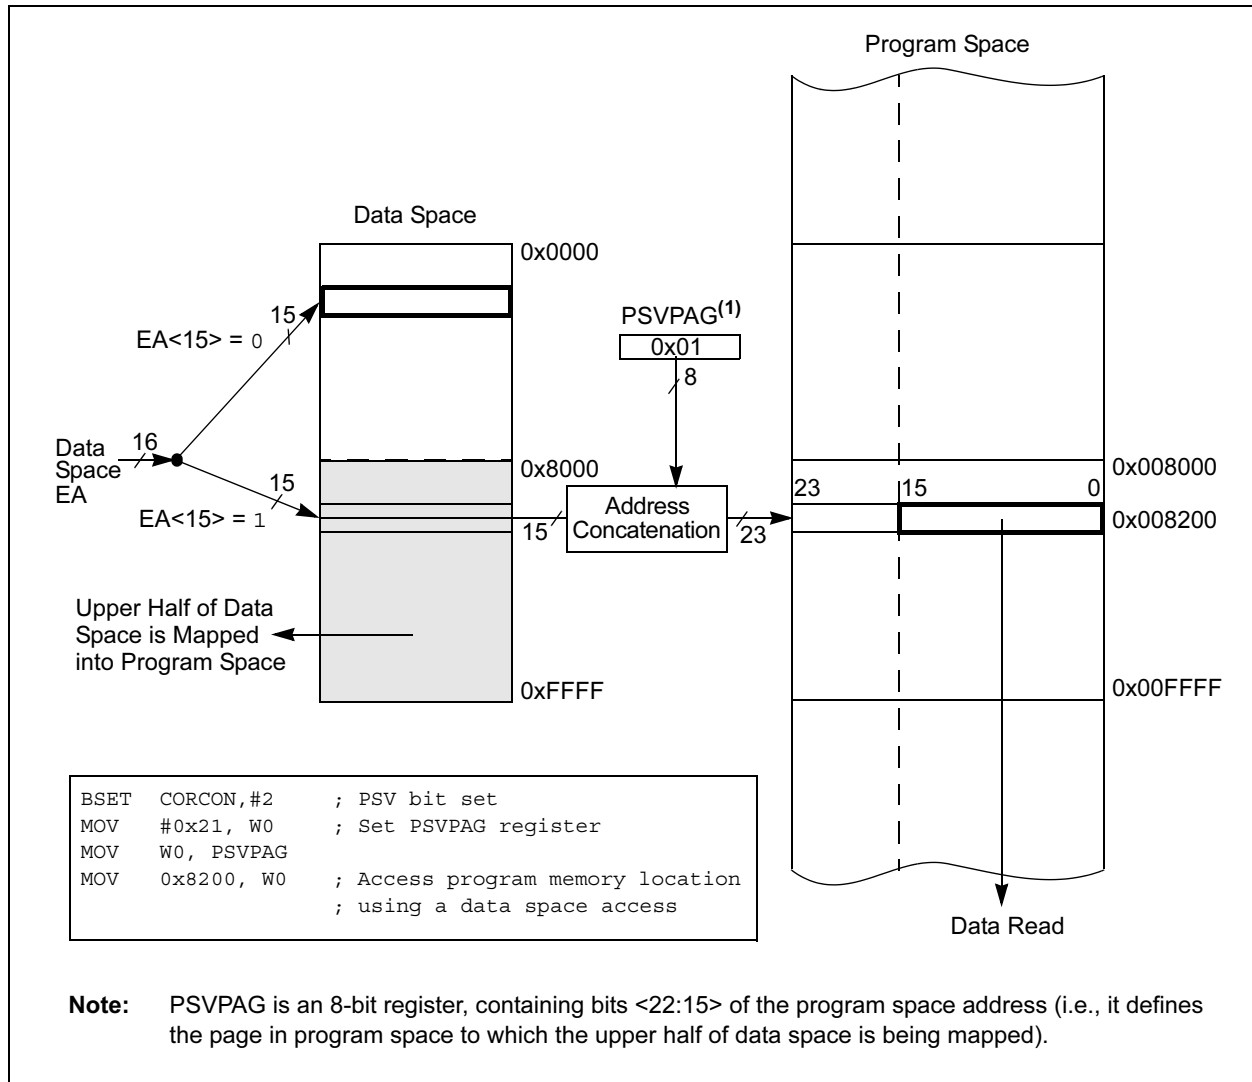 Program Space
Data Space
0x0000
15
EA<15> = 0
PSVPAG(1)
0x01
8
16
Data
Space
EA
0x8000
0x008000
15
EA<15> = 1
23 15 0
Address
Concatenation
15
23
0x008200
Upper Half of Data
Space is Mapped
into Program Space
0xFFFF
0x00FFFF
BSET CORCON,#2 ; PSV bit set
MOV #0x21, W0 ; Set PSVPAG register
MOV W0, PSVPAG
MOV 0x8200, W0 ; Access program memory location
; using a data space access
Data Read
Note: PSVPAG is an 8-bit register, containing bits <22:15> of the program space address (i.e., it defines
the page in program space to which the upper half of data space is being mapped).